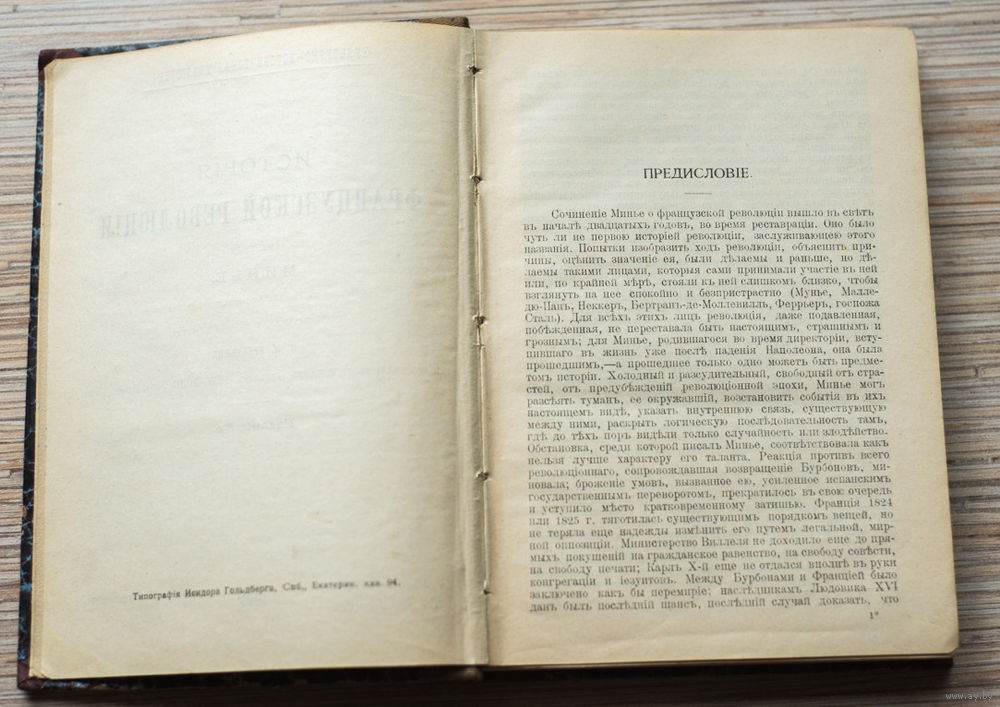 Типографія Исидора Гольдберга, Спб., Екатерин. кан. 94.
ПРЕДИСЛОВІЕ.
Сочиненіе Минье о французской революціи вышло въ свѣтъ
въ началѣ двадцатыхъ годовъ, во время реставраціи. Оно было
чуть ли не первою исторіей революціи, заслуживающею этого
названія. Попытки изобразить ходъ революціи, объяснить при-
чины, оцѣнить значеніе ея, были дѣлаемы и раньше, но дѣ-
лаемы такими лицами, которыя сами принимали участіе въ ней
или, по крайней мѣрѣ, стояли къ ней слишкомъ близко, чтобы
взглянуть на нее спокойно и безпристрастно (Мунье, Малле-
дю-Панъ, Неккеръ, Бертранъ-де-Моллевилль, Феррьеръ, госпожа
Сталь). Для всѣхъ этихъ лицъ революція, даже подавленная,
побѣжденная, не переставала быть настоящимъ, страшнымъ и
грознымъ; для Минье, родившагося во время директоріи, всту-
пившаго въ жизнь уже послѣ паденія Наполеона, она была
прошедшимъ,—а прошедшее только одно можетъ быть предме-
томъ исторіи. Холодный и разсудительный, свободный отъ стра-
стей, отъ предубѣжденій революціонной эпохи, Минье могъ
разсѣять туманъ, ее окружавшій, возстановить событія въ ихъ
настоящемъ видѣ, указать внутреннюю связь, существующую
между ними, раскрыть логическую послѣдовательность тамъ,
гдѣ до тѣхъ поръ видѣли только случайность или злодѣйство.
Обстановка, среди которой писалъ Минье, соотвѣтствовала какъ
нельзя лучше характеру его таланта. Реакція противъ всего
революціоннаго, сопровождавшая возвращеніе Бурбоновъ, ми-
новала; броженіе умовъ, вызванное ею, усиленное испанскимъ
государственнымъ переворотомъ, прекратилось въ свою очередь
и уступило мѣсто кратковременному затишью. Франція 1824
или 1825 г. тяготилась существующимъ порядкомъ вещей, но
не теряла еще надежды измѣнить его путемъ легальной, мир-
ной оппозиціи. Министерство Виллеля не доходило еще до пря-
мыхъ покушеній на гражданское равенство, на свободу совѣсти,
на свободу печати; Карлъ X-й еще не отдался вполнѣ въ руки
конгрегаціи и іезуитовъ. Между Бурбонами и Франціей было
заключено какъ бы перемиріе; наслѣдникамъ Людовика XVI
данъ былъ послѣдній шансъ, послѣдній случай доказать, что
1*
ИСТОРІЯ
ФРАНЦУЗСКОЙ РЕВОЛЮЦІИ
МИНЬЕ
www.ay.by